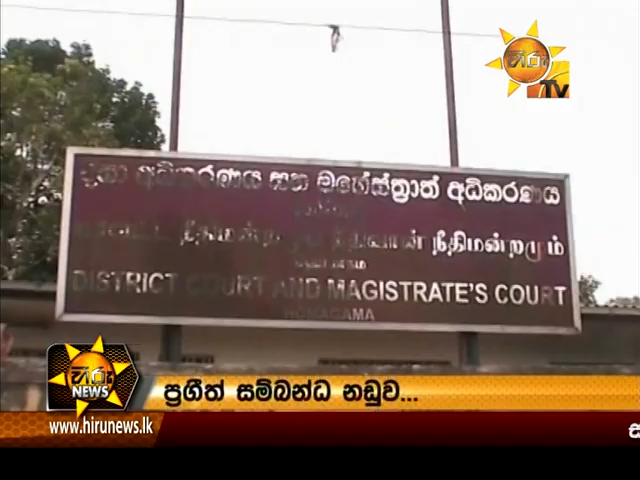 හිරු
TV
දිසා අධිකරණය සහ මහේස්ත්‍රාත් අධිකරණය
நீதிமன்ற நீதிவான் நீதிமன்றமும்
DISTRICT COURT AND MAGISTRATE'S COURT
HOMAGAMA
හිරු
NEWS
ප්‍රගීත් සම්බන්ධ නඩුව...
www.hirunews.lk